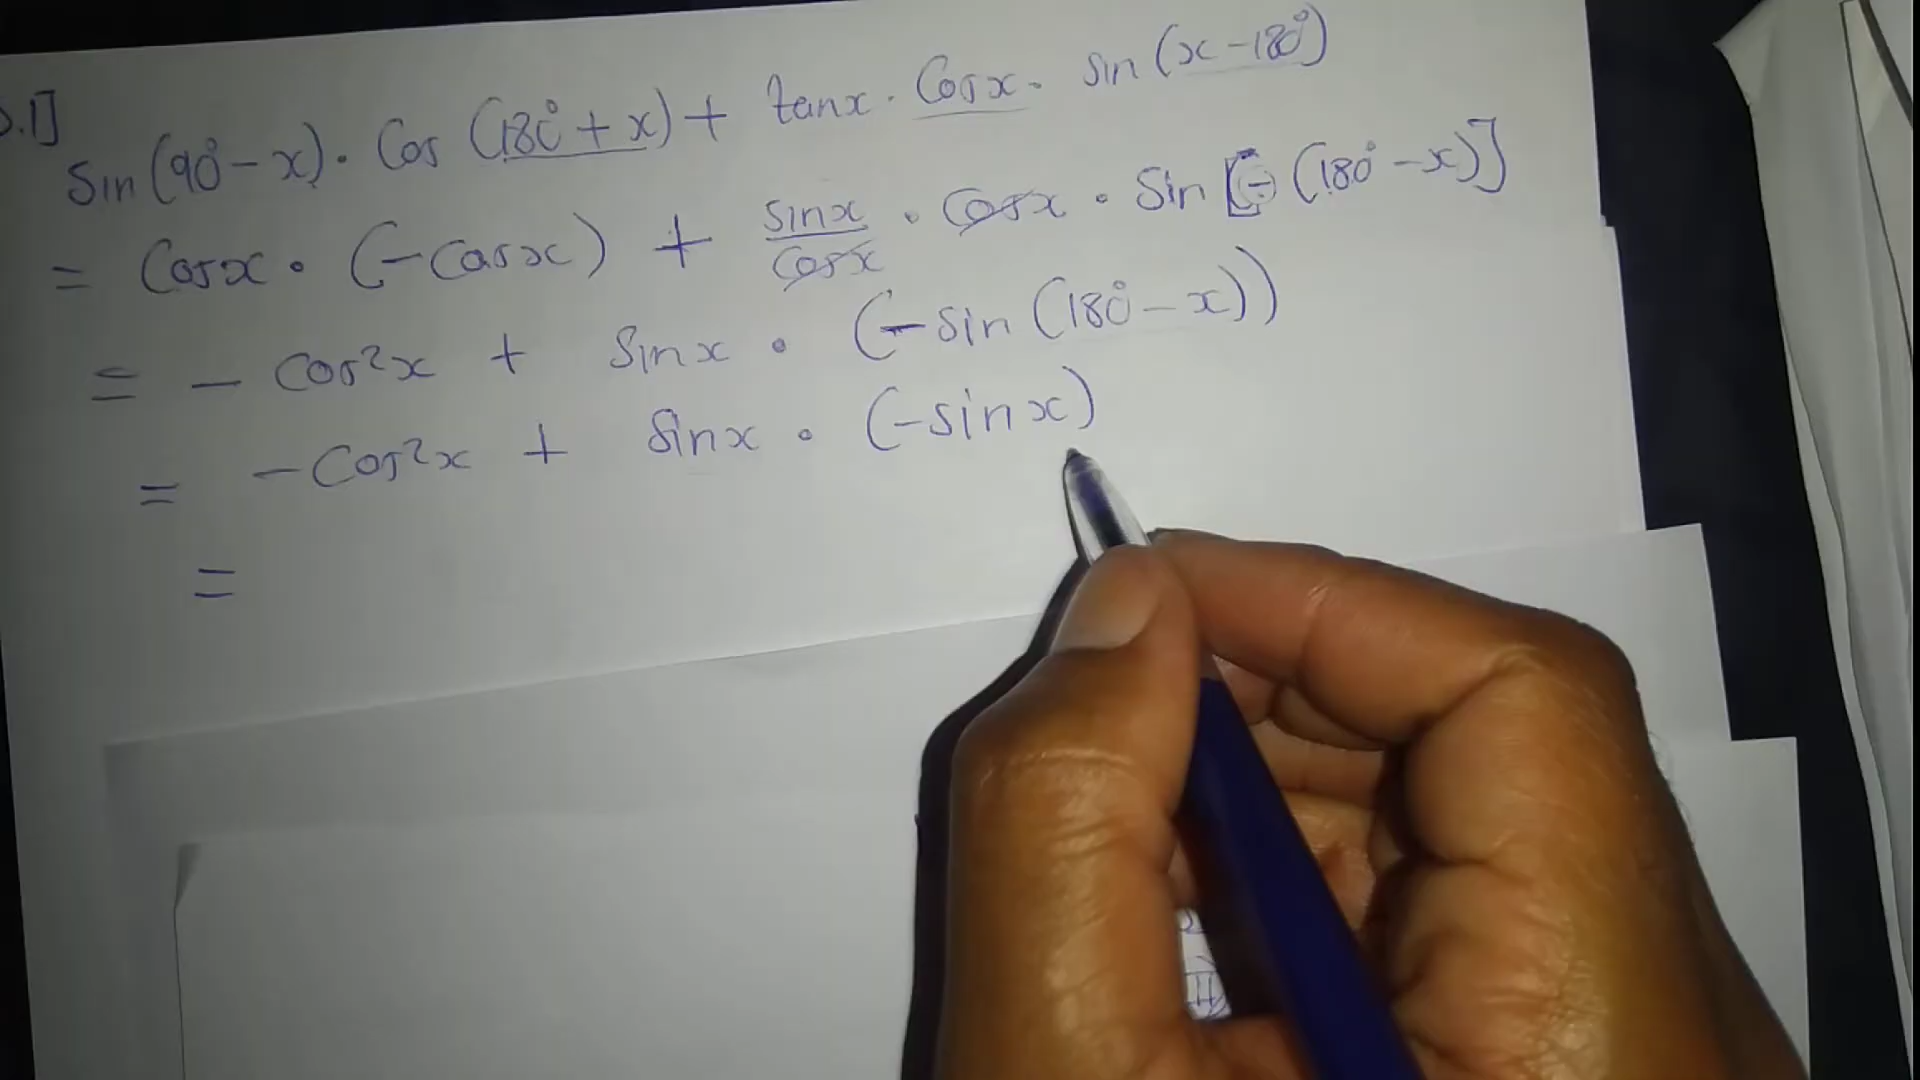 .1]
sin(90°-x)·cos(180°+x)+tanx·cosx·sin(x-180°)
= cosx·(-cosx)+sinx/cosx·cosx·sin[-(180°-x)]
= -cos²x+sinx·(-sin(180°-x))
= -cos²x+sinx·(-sinx)
=